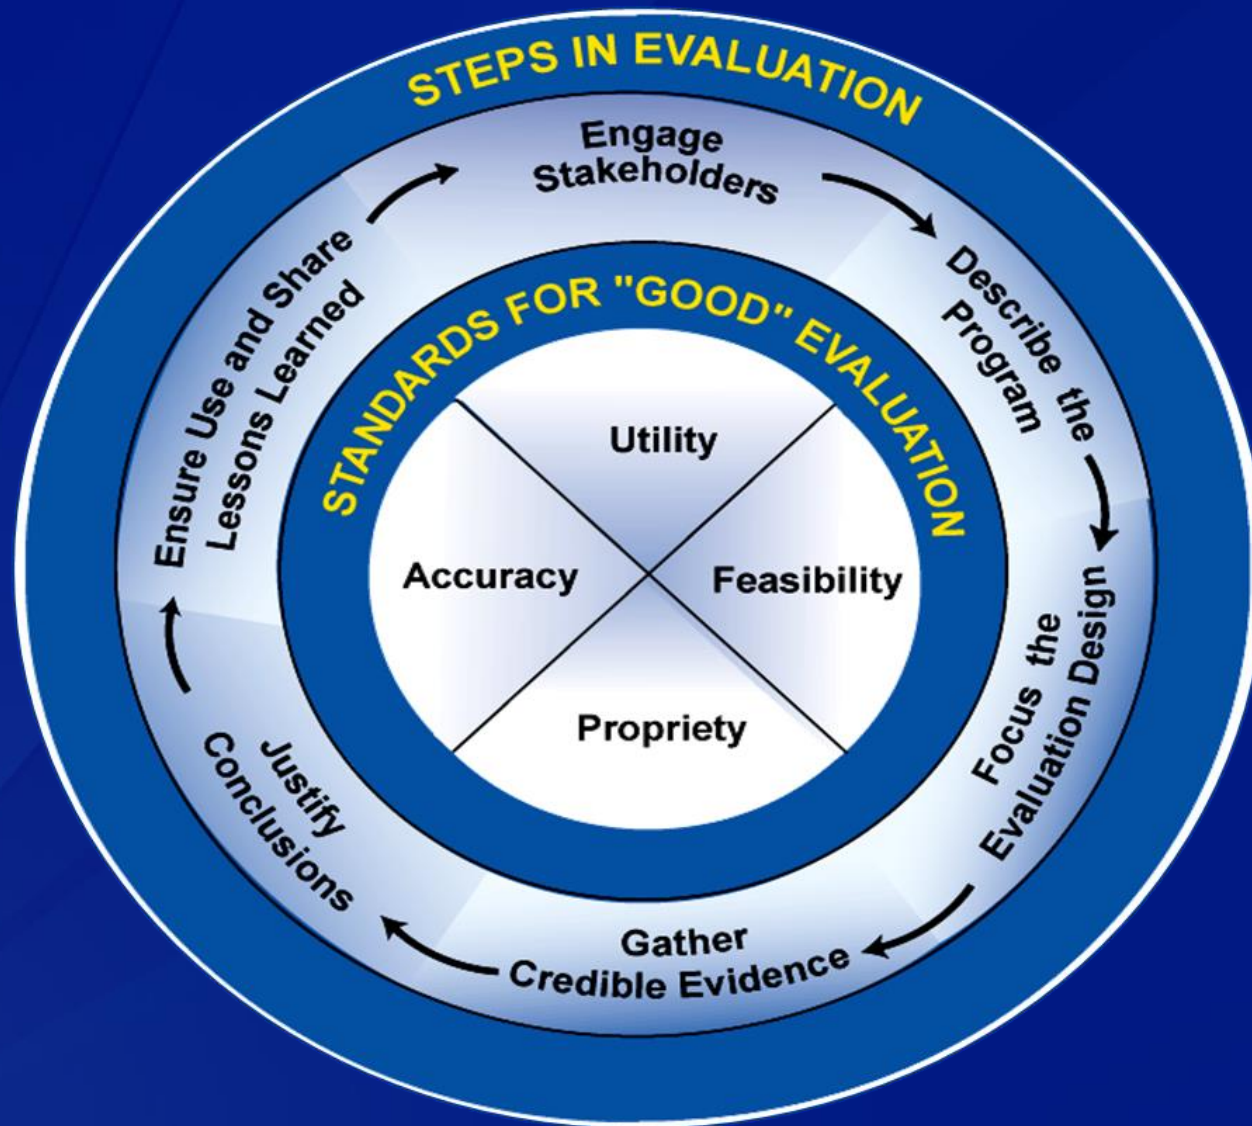 STEPS IN EVALUATION
Engage
Stakeholders
Describe the
Program
Focus the
Evaluation Design
Gather
Credible Evidence
Justify
Conclusions
Ensure Use and Share
Lessons Learned
STANDARDS FOR "GOOD" EVALUATION
Utility
Feasibility
Propriety
Accuracy